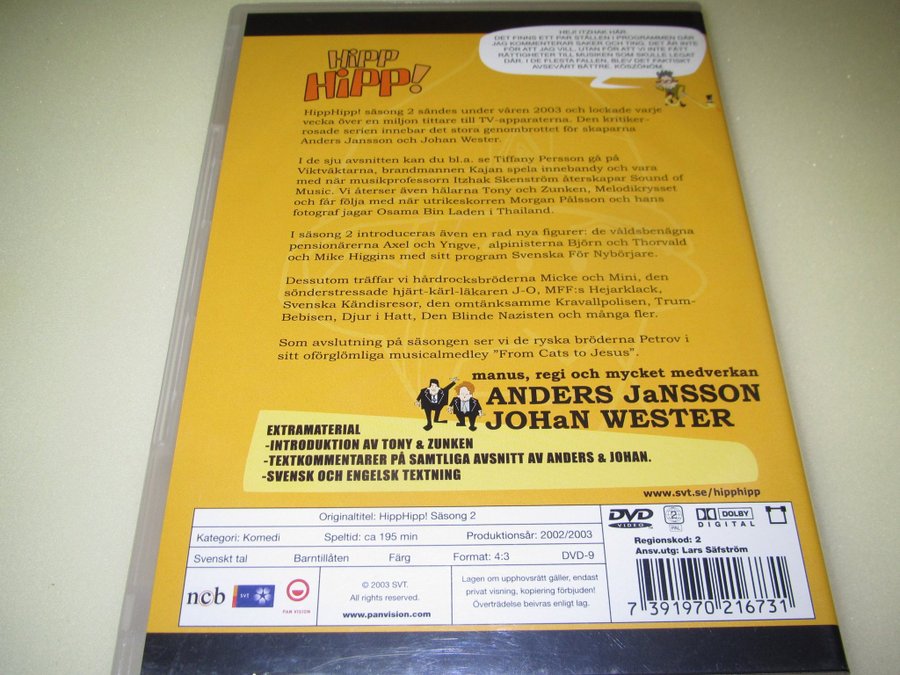 HEJ! ITZHAK HÄR.
DET FINNS ETT PAR STÄLLEN I PROGRAMMEN DÄR
JAG KOMMENTERAR SAKER OCH TING. DET ÄR INTE
FÖR ATT JAG VILL, UTAN FÖR ATT VI INTE FÅTT
RÄTTIGHETER TILL MUSIKEN SOM SKULLE LEGAT
DÄR. I DE FLESTA FALLEN, BLEV DET FAKTISKT
AVSEVÄRT BÄTTRE. KÖSZÖNÖM.
HiPP
HiPP!
HippHipp! säsong 2 sändes under våren 2003 och lockade varje
vecka över en miljon tittare till TV-apparaterna. Den kritiker-
rosade serien innebar det stora genombrottet för skaparna
Anders Jansson och Johan Wester.
I de sju avsnitten kan du bl.a. se Tiffany Persson gå på
Viktväktarna, brandmannen Kajan spela innebandy och vara
med när musikprofessorn Itzhak Skenström återskapar Sound of
Music. Vi återser även hälarna Tony och Zunken, Melodikrysset
och får följa med när utrikeskorren Morgan Pålsson och hans
fotograf jagar Osama Bin Laden i Thailand.
I säsong 2 introduceras även en rad nya figurer: de våldsbenägna
pensionärerna Axel och Yngve, alpinisterna Björn och Thorvald
och Mike Higgins med sitt program Svenska För Nybörjare.
Dessutom träffar vi hårdrocksbröderna Micke och Mini, den
sönderstressade hjärt-kärl-läkaren J-O, MFF:s Hejarklack,
Svenska Kändisresor, den omtänksamme Kravallpolisen, Trum-
Bebisen, Djur i Hatt, Den Blinde Nazisten och många fler.
Som avslutning på säsongen ser vi de ryska bröderna Petrov i
sitt oförglömliga musicalmedley "From Cats to Jesus".
manus, regi och mycket medverkan
ANDERS JaNSSON
JOHaN WESTER
EXTRAMATERIAL
-INTRODUKTION AV TONY & ZUNKEN
-TEXTKOMMENTARER PÅ SAMTLIGA AVSNITT AV ANDERS & JOHAN.
-SVENSK OCH ENGELSK TEXTNING
www.svt.se/hipphipp
Originaltitel: HippHipp! Säsong 2
Kategori: Komedi Speltid: ca 195 min Produktionsår: 2002/2003
Svenskt tal Barntillåten Färg Format: 4:3 DVD-9
ncb svt PAN VISION
© 2003 SVT.
All rights reserved.
www.panvision.com
Lagen om upphovsrätt gäller, endast
privat visning, kopiering förbjuden!
Överträdelse beivras enligt lag.
DVD VIDEO 2 PAL DOLBY DIGITAL
Regionskod: 2
Ansv.utg: Lars Säfström
7 391970 216731